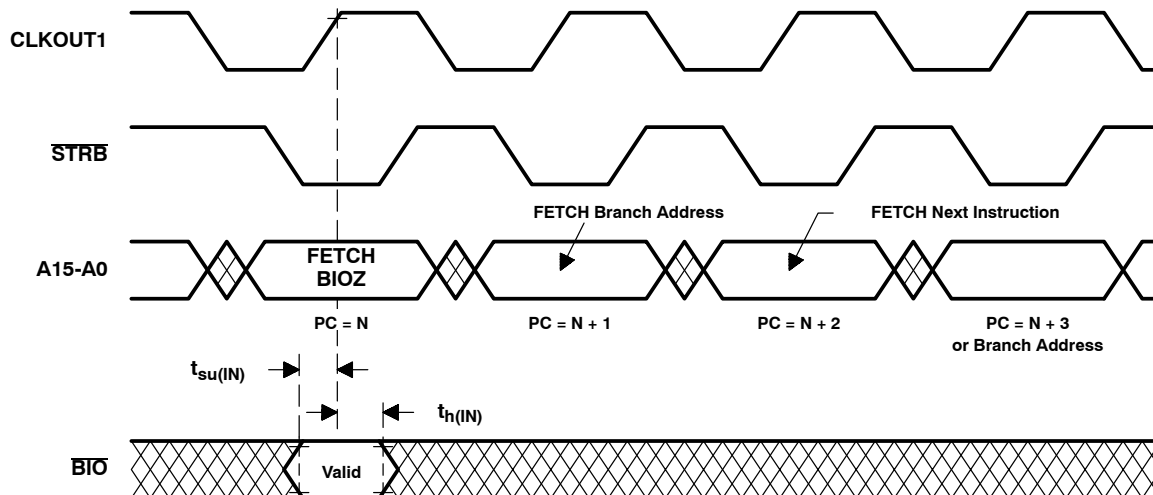 CLKOUT1
STRB
FETCH Branch Address
FETCH Next Instruction
A15-A0
FETCH
BIOZ
PC = N
PC = N + 1
PC = N + 2
PC = N + 3
or Branch Address
tsu(IN)
th(IN)
BIO
Valid